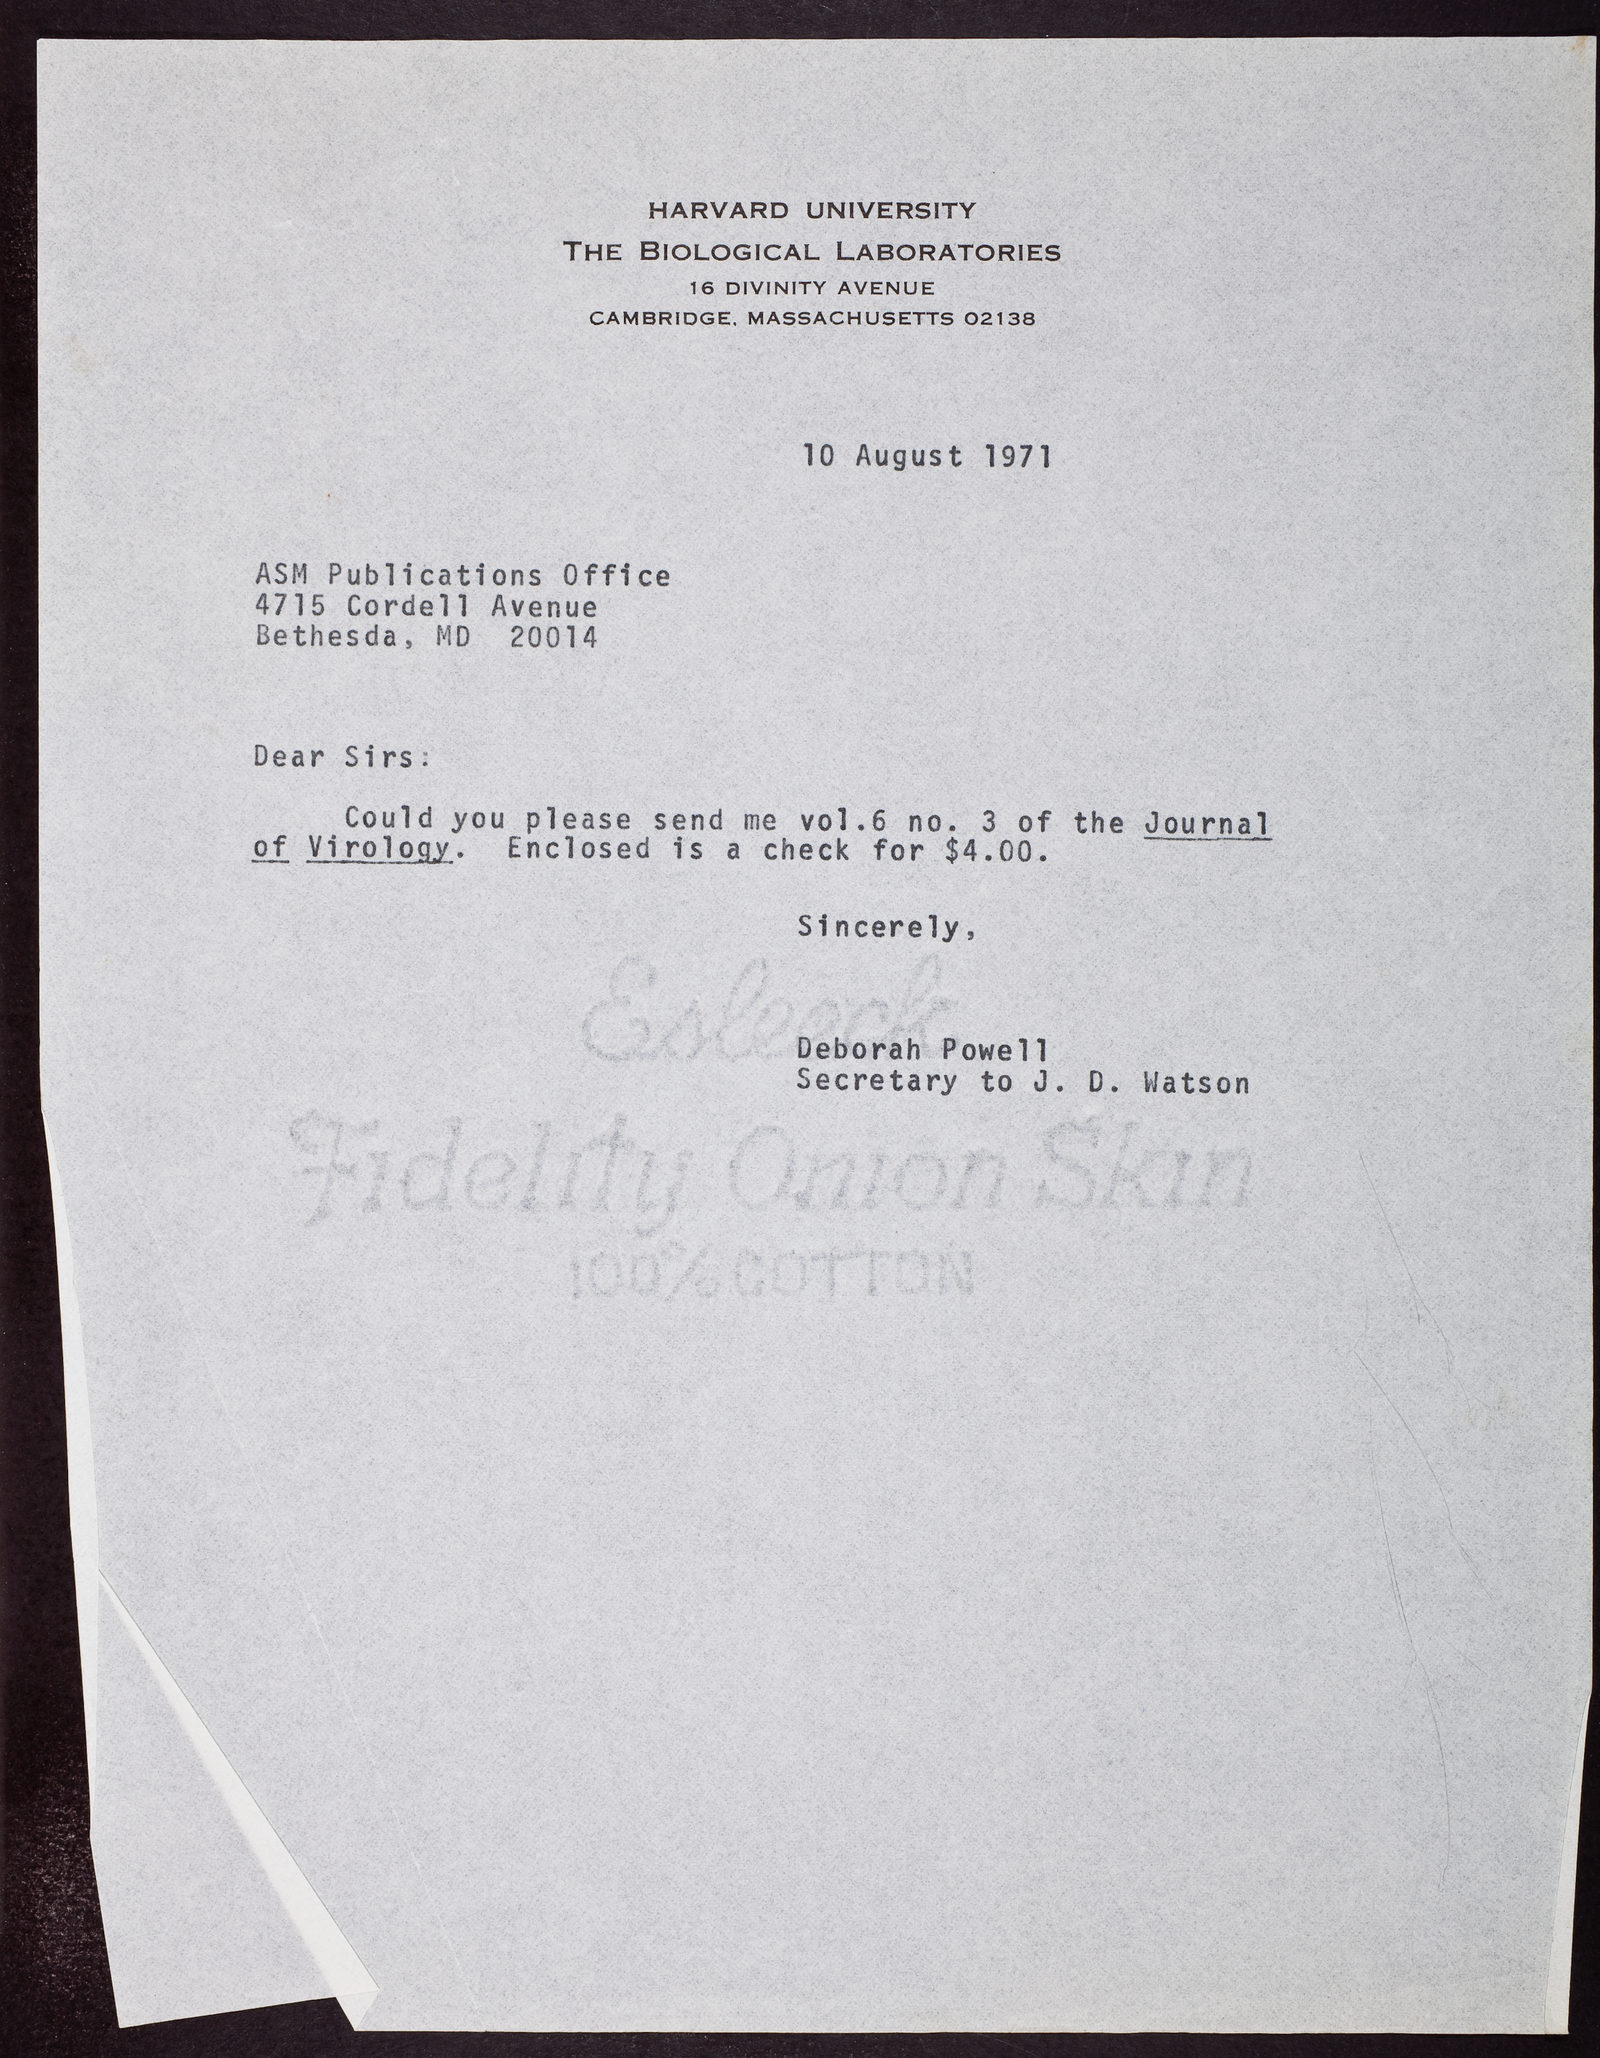 HARVARD UNIVERSITY
THE BIOLOGICAL LABORATORIES
16 DIVINITY AVENUE
CAMBRIDGE, MASSACHUSETTS 02138
10 August 1971
ASM Publications Office
4715 Cordell Avenue
Bethesda, MD  20014
Dear Sirs:
Could you please send me vol.6 no. 3 of the Journal
of Virology.  Enclosed is a check for $4.00.
Sincerely,
Esleeck
Deborah Powell
Secretary to J. D. Watson
Fidelity Onion Skin
100% COTTON